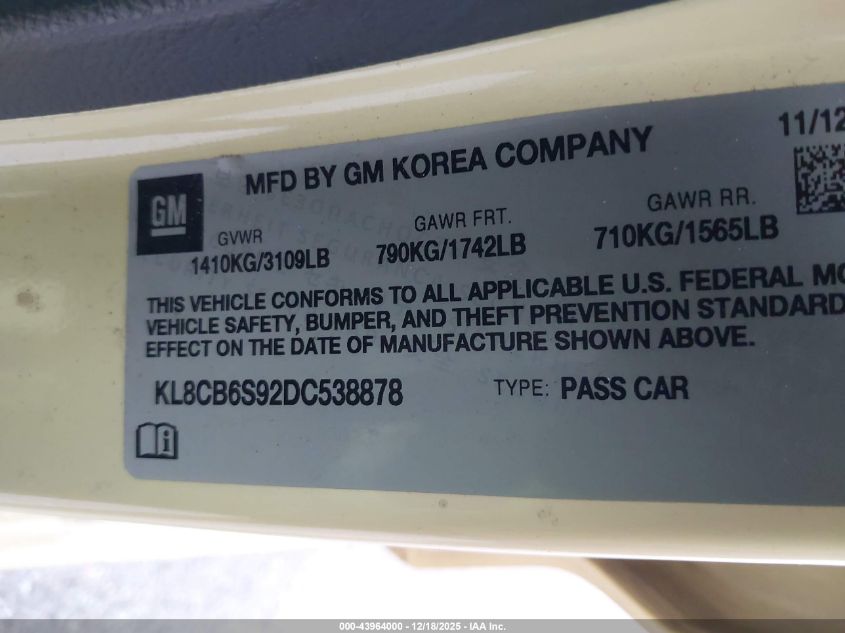 11/12
MFD BY GM KOREA COMPANY
GM
GVWR
1410KG/3109LB
GAWR FRT.
790KG/1742LB
GAWR RR.
710KG/1565LB
THIS VEHICLE CONFORMS TO ALL APPLICABLE U.S. FEDERAL MO
VEHICLE SAFETY, BUMPER, AND THEFT PREVENTION STANDARD
EFFECT ON THE DATE OF MANUFACTURE SHOWN ABOVE.
KL8CB6S92DC538878
TYPE: PASS CAR
000-43964000 - 12/18/2025 - IAA Inc.